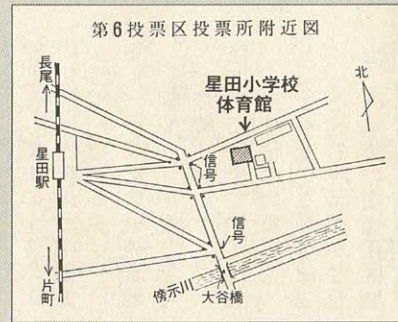 第6投票区投票所附近図
長尾
星田小学校
体育館
北
信号
星田駅
信号
片町
傍示川
大谷橋